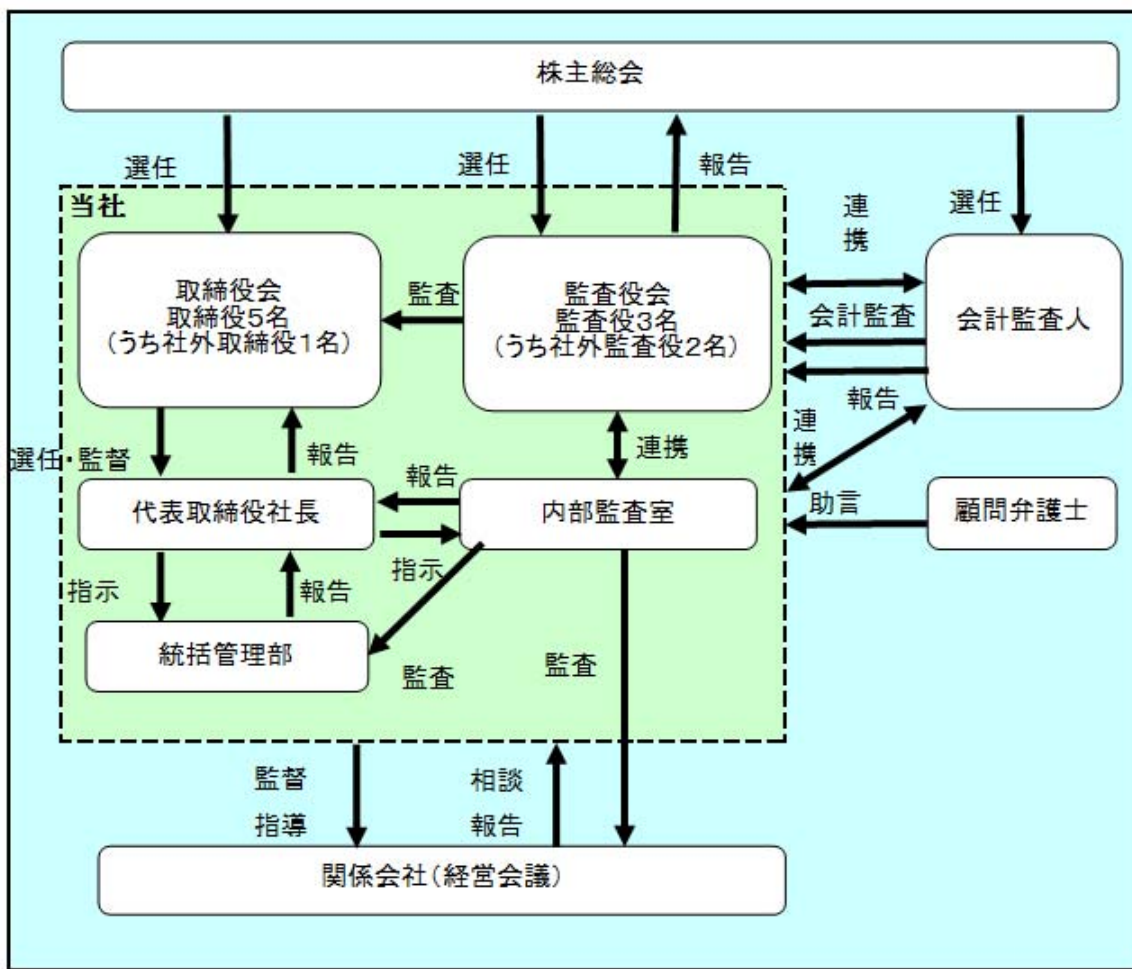 株主総会
選任
選任
報告
選任
当社
連携
取締役会
取締役5名
(うち社外取締役1名)
監査
監査役会
監査役3名
(うち社外監査役2名)
会計監査
会計監査人
報告
連携
選任・監督
報告
連携
報告
代表取締役社長
内部監査室
助言
顧問弁護士
指示
報告
指示
統括管理部
監査
監査
監督
指導
相談
報告
関係会社(経営会議)